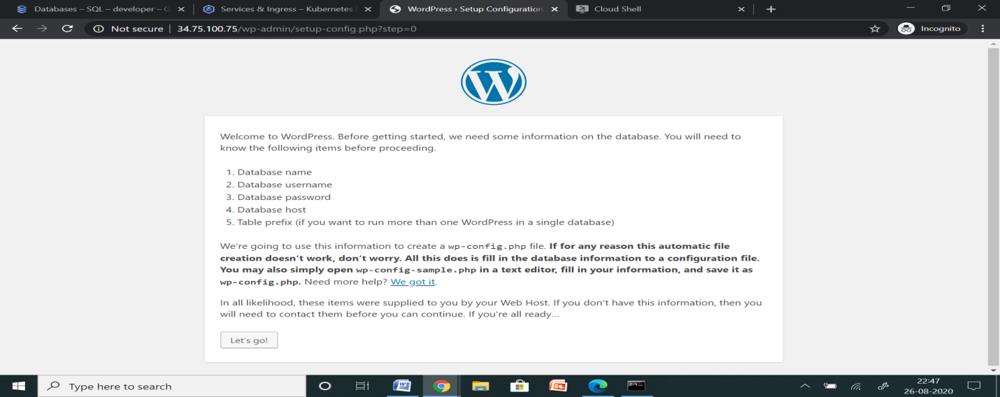 Databases – SQL – developer – G
Services & Ingress – Kubernetes
WordPress › Setup Configuration
Cloud Shell
Not secure | 34.75.100.75/wp-admin/setup-config.php?step=0
Incognito
Welcome to WordPress. Before getting started, we need some information on the database. You will need to
know the following items before proceeding.
1. Database name
2. Database username
3. Database password
4. Database host
5. Table prefix (if you want to run more than one WordPress in a single database)
We’re going to use this information to create a wp-config.php file. If for any reason this automatic file
creation doesn’t work, don’t worry. All this does is fill in the database information to a configuration file.
You may also simply open wp-config-sample.php in a text editor, fill in your information, and save it as
wp-config.php. Need more help? We got it.
In all likelihood, these items were supplied to you by your Web Host. If you don’t have this information, then you
will need to contact them before you can continue. If you’re all ready…
Let’s go!
Type here to search
22:47
26-08-2020